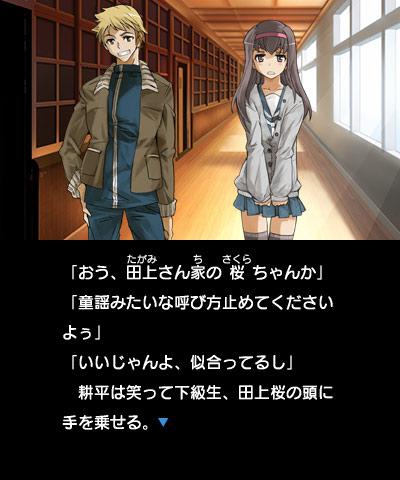 「おう、田上さん家の桜ちゃんか」
「童謡みたいな呼び方止めてください
よぅ」
「いいじゃんよ、似合ってるし」
　耕平は笑って下級生、田上桜の頭に
手を乗せる。▼